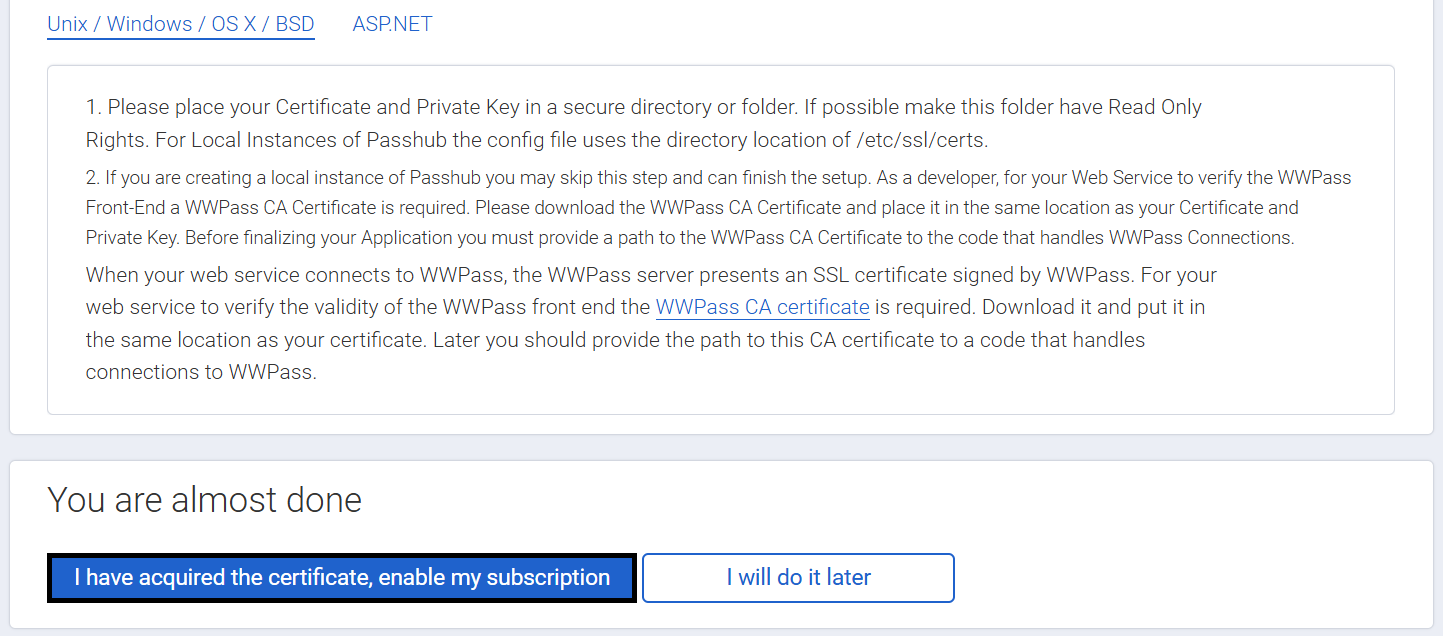 Unix / Windows / OS X / BSD ASP.NET
1. Please place your Certificate and Private Key in a secure directory or folder. If possible make this folder have Read Only
Rights. For Local Instances of Passhub the config file uses the directory location of /etc/ssl/certs.
2. If you are creating a local instance of Passhub you may skip this step and can finish the setup. As a developer, for your Web Service to verify the WWPass
Front-End a WWPass CA Certificate is required. Please download the WWPass CA Certificate and place it in the same location as your Certificate and
Private Key. Before finalizing your Application you must provide a path to the WWPass CA Certificate to the code that handles WWPass Connections.
When your web service connects to WWPass, the WWPass server presents an SSL certificate signed by WWPass. For your
web service to verify the validity of the WWPass front end the WWPass CA certificate is required. Download it and put it in
the same location as your certificate. Later you should provide the path to this CA certificate to a code that handles
connections to WWPass.
You are almost done
I have acquired the certificate, enable my subscription I will do it later